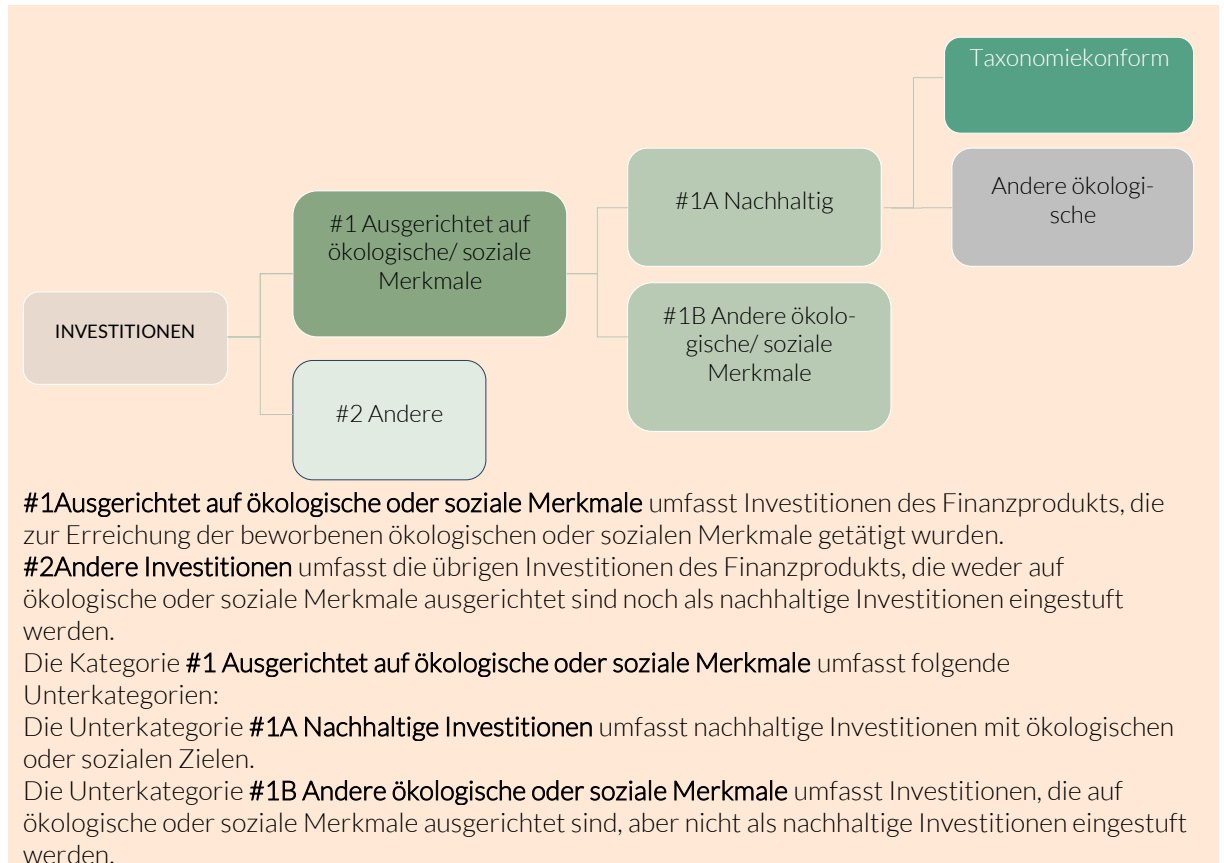 Taxonomiekonform
Andere ökologi-
sche
#1A Nachhaltig
#1 Ausgerichtet auf
ökologische/ soziale
Merkmale
#1B Andere ökolo-
gische/ soziale
Merkmale
INVESTITIONEN
#2 Andere
#1Ausgerichtet auf ökologische oder soziale Merkmale umfasst Investitionen des Finanzprodukts, die
zur Erreichung der beworbenen ökologischen oder sozialen Merkmale getätigt wurden.
#2Andere Investitionen umfasst die übrigen Investitionen des Finanzprodukts, die weder auf
ökologische oder soziale Merkmale ausgerichtet sind noch als nachhaltige Investitionen eingestuft
werden.
Die Kategorie #1 Ausgerichtet auf ökologische oder soziale Merkmale umfasst folgende
Unterkategorien:
Die Unterkategorie #1A Nachhaltige Investitionen umfasst nachhaltige Investitionen mit ökologischen
oder sozialen Zielen.
Die Unterkategorie #1B Andere ökologische oder soziale Merkmale umfasst Investitionen, die auf
ökologische oder soziale Merkmale ausgerichtet sind, aber nicht als nachhaltige Investitionen eingestuft
werden.